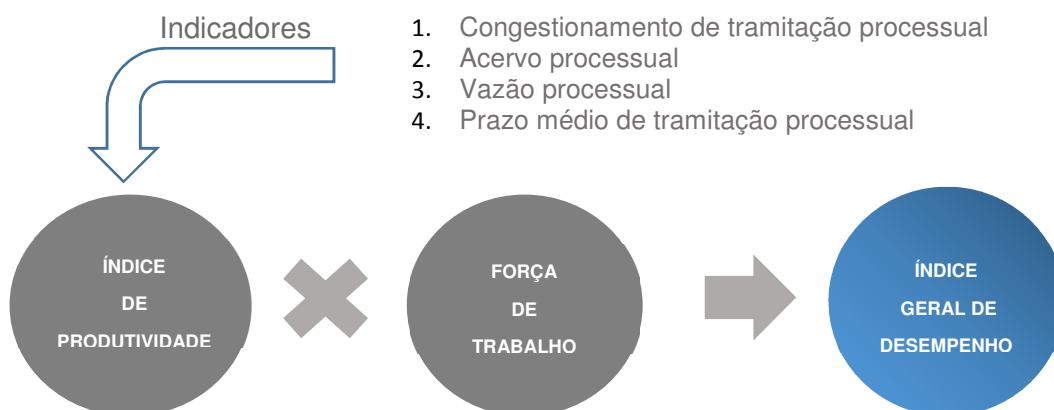 Indicadores
1. Congestionamento de tramitação processual
2. Acervo processual
3. Vazão processual
4. Prazo médio de tramitação processual
ÍNDICE
DE
PRODUTIVIDADE
FORÇA
DE
TRABALHO
ÍNDICE
GERAL DE
DESEMPENHO